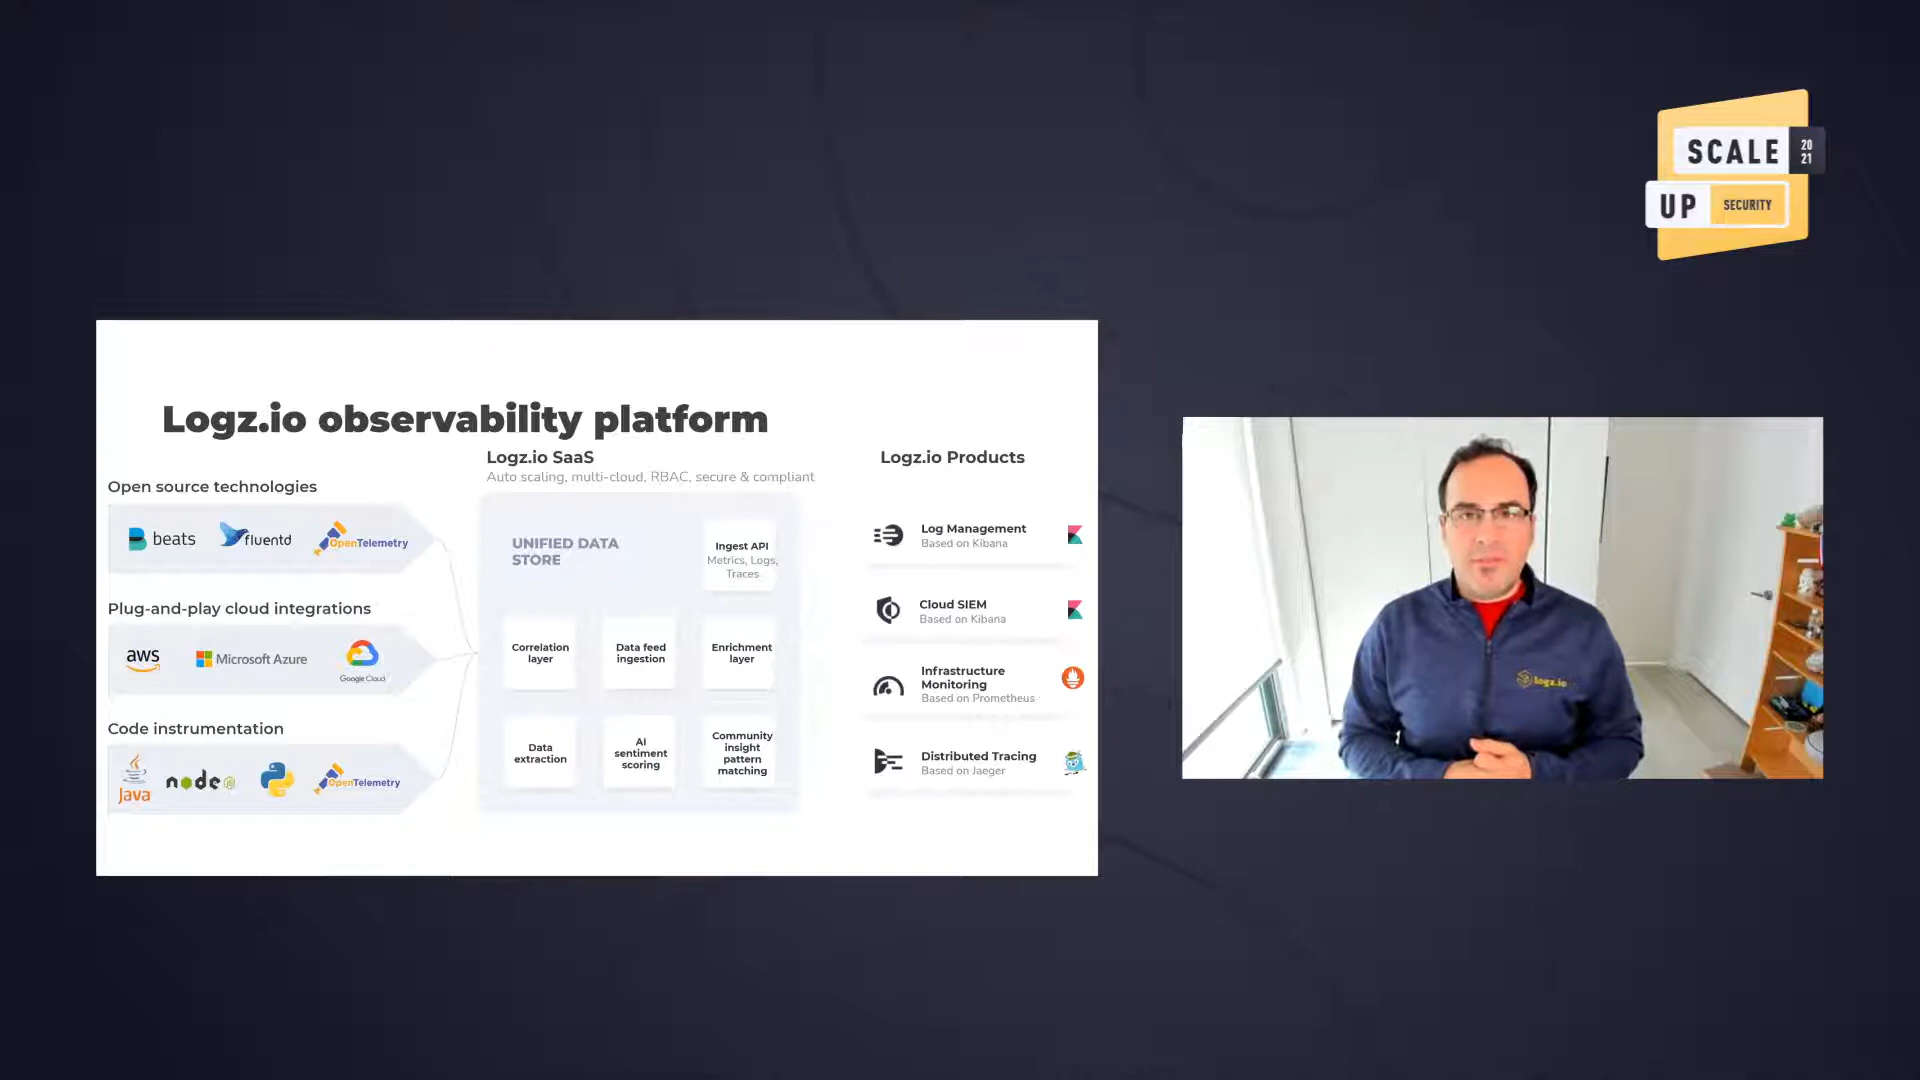 SCALE
20
21
UP
SECURITY
Logz.io observability platform
Open source technologies
beats
fluentd
OpenTelemetry
Plug-and-play cloud integrations
aws
Microsoft Azure
Google Cloud
Code instrumentation
Java
node
OpenTelemetry
Logz.io SaaS
Auto scaling, multi-cloud, RBAC, secure & compliant
UNIFIED DATA
STORE
Ingest API
Metrics, Logs,
Traces
Correlation
layer
Data feed
ingestion
Enrichment
layer
Data
extraction
AI
sentiment
scoring
Community
insight
pattern
matching
Logz.io Products
Log Management
Based on Kibana
Cloud SIEM
Based on Kibana
Infrastructure
Monitoring
Based on Prometheus
Distributed Tracing
Based on Jaeger
logz.io